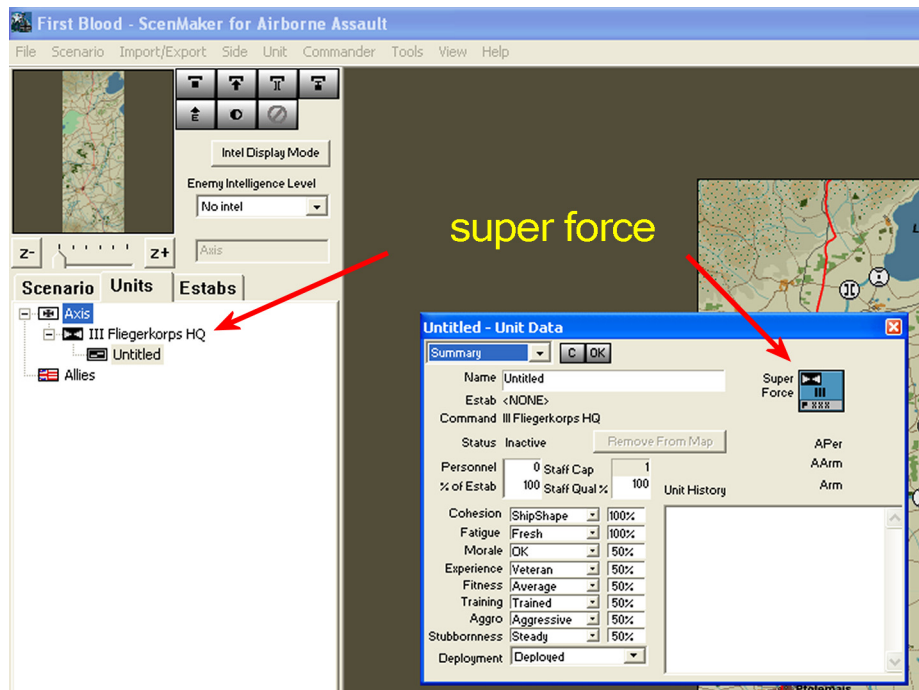 First Blood - ScenMaker for Airborne Assault
File Scenario Import/Export Side Unit Commander Tools View Help
E
Intel Display Mode
Enemy Intelligence Level
No intel
z- z+
Axis
super force
Scenario Units Estabs
Axis
III Fliegerkorps HQ
Untitled
Allies
Untitled - Unit Data
Summary C OK
Name Untitled
Super Force
III
XXX
Estab <NONE>
Command III Fliegerkorps HQ
Status Inactive Remove From Map
APer
AArm
Arm
Personnel 0 Staff Cap 1
% of Estab 100 Staff Qual % 100
Unit History
Cohesion ShipShape 100%
Fatigue Fresh 100%
Morale OK 50%
Experience Veteran 50%
Fitness Average 50%
Training Trained 50%
Aggro Aggressive 50%
Stubbornness Steady 50%
Deployment Deployed
Ptolemais